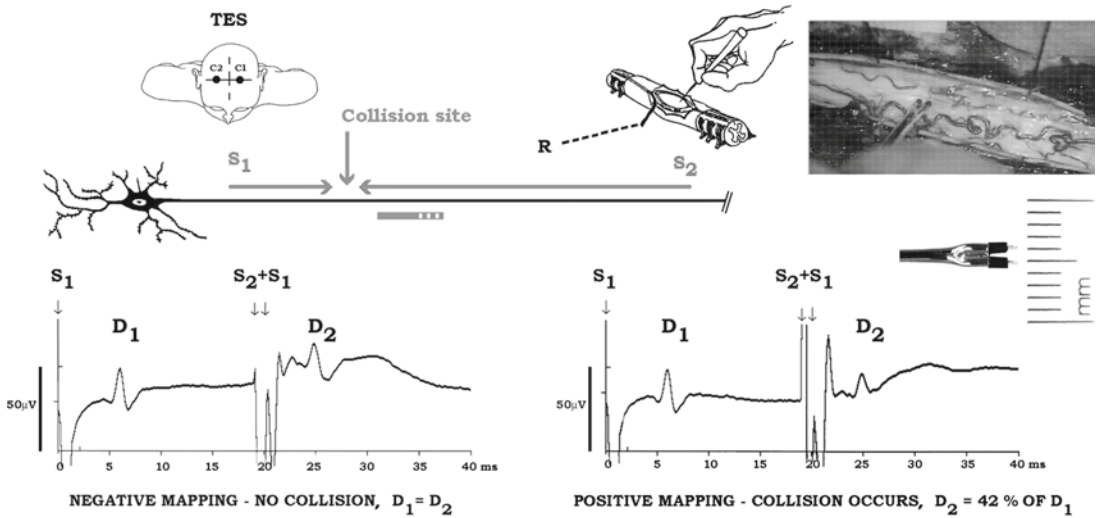 TES
C2 C1
Collision site
R
S1
S2
S1
S2+S1
D1
D2
50µV
0 5 10 15 20 25 30 35 40 ms
NEGATIVE MAPPING - NO COLLISION, D1= D2
S1
S2+S1
D1
D2
50µV
0 5 10 15 20 25 30 35 40 ms
POSITIVE MAPPING - COLLISION OCCURS, D2 = 42 % OF D1
mm